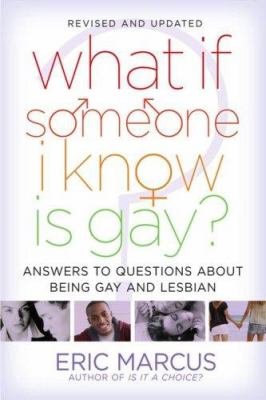 REVISED AND UPDATED
what if
someone
i know
is gay?
ANSWERS TO QUESTIONS ABOUT
BEING GAY AND LESBIAN
ERIC MARCUS
AUTHOR OF IS IT A CHOICE?